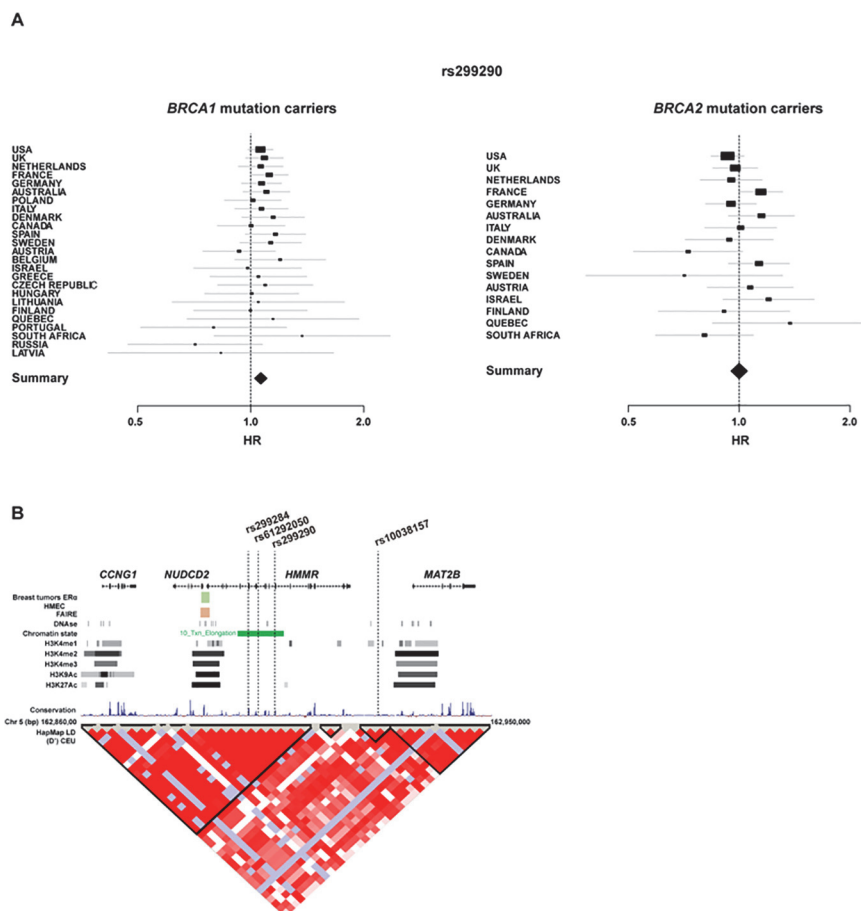 A
rs299290
BRCA1 mutation carriers
USA
UK
NETHERLANDS
FRANCE
GERMANY
AUSTRALIA
POLAND
ITALY
DENMARK
CANADA
SPAIN
SWEDEN
AUSTRIA
BELGIUM
ISRAEL
GREECE
CZECH REPUBLIC
HUNGARY
LITHUANIA
FINLAND
QUEBEC
PORTUGAL
SOUTH AFRICA
RUSSIA
LATVIA
Summary
0.5 1.0 2.0
HR
BRCA2 mutation carriers
USA
UK
NETHERLANDS
FRANCE
GERMANY
AUSTRALIA
ITALY
DENMARK
CANADA
SPAIN
SWEDEN
AUSTRIA
ISRAEL
FINLAND
QUEBEC
SOUTH AFRICA
Summary
0.5 1.0 2.0
HR
B
rs299284
rs61292050
rs299290
rs10038157
CCNG1 NUDCD2 HMMR MAT2B
Breast tumors ERα
HMEC
FAIRE
DNAse
Chromatin state 10_Txn_Elongation
H3K4me1
H3K4me2
H3K4me3
H3K9Ac
H3K27Ac
Conservation
Chr 5 (bp) 162,860,00 162,950,000
HapMap LD
(D') CEU